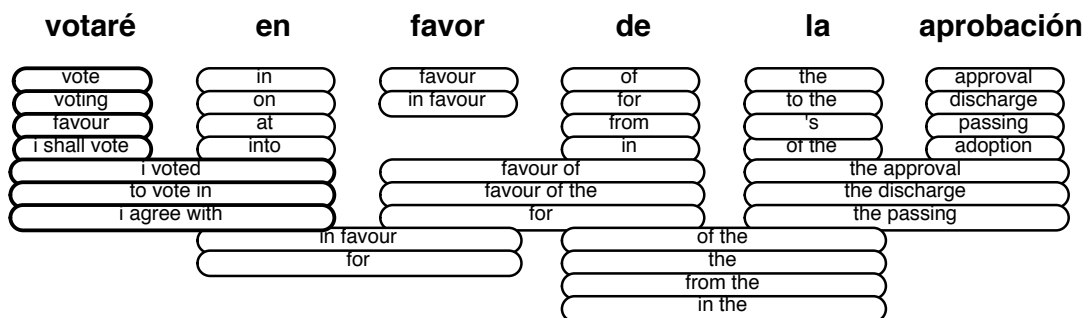 votaré en favor de la aprobación
vote in favour of the approval
voting on in favour for to the discharge
favour at from 's passing
i shall vote into in of the adoption
i voted favour of the approval
to vote in favour of the the discharge
i agree with for the passing
in favour of the
for the
from the
in the